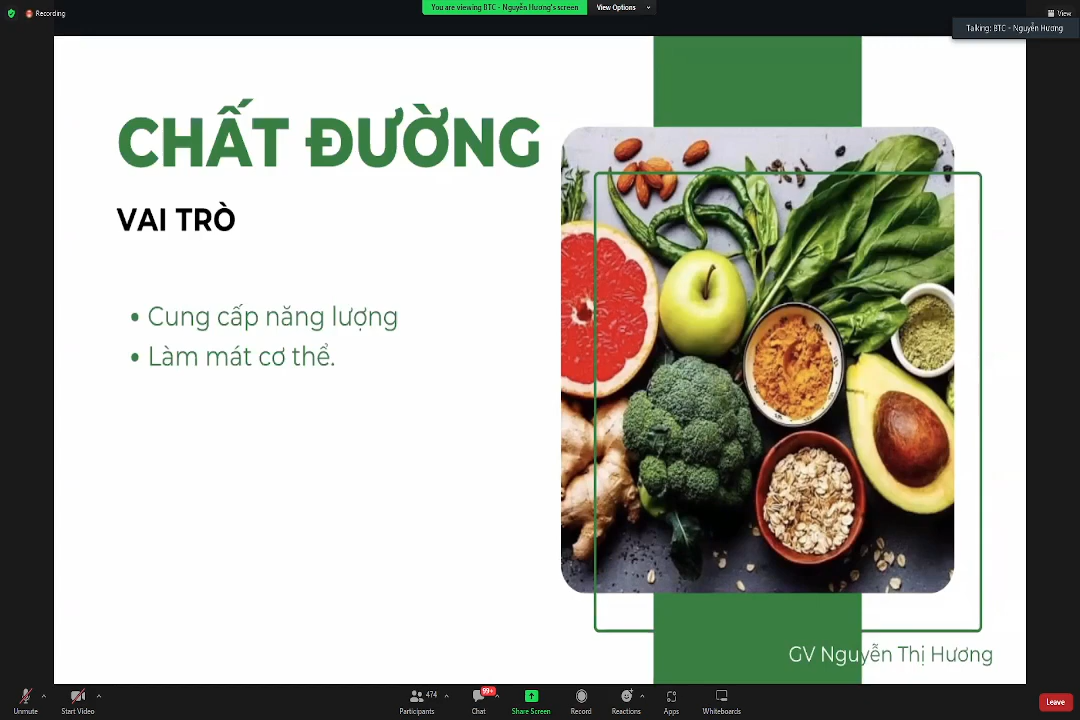 Recording
You are viewing BTC - Nguyễn Hương's screen
View Options
View
Talking: BTC - Nguyễn Hương
CHẤT ĐƯỜNG
VAI TRÒ
• Cung cấp năng lượng
• Làm mát cơ thể.
GV Nguyễn Thị Hương
Unmute
Start Video
474
Participants
99+
Chat
Share Screen
Record
Reactions
Apps
Whiteboards
Leave